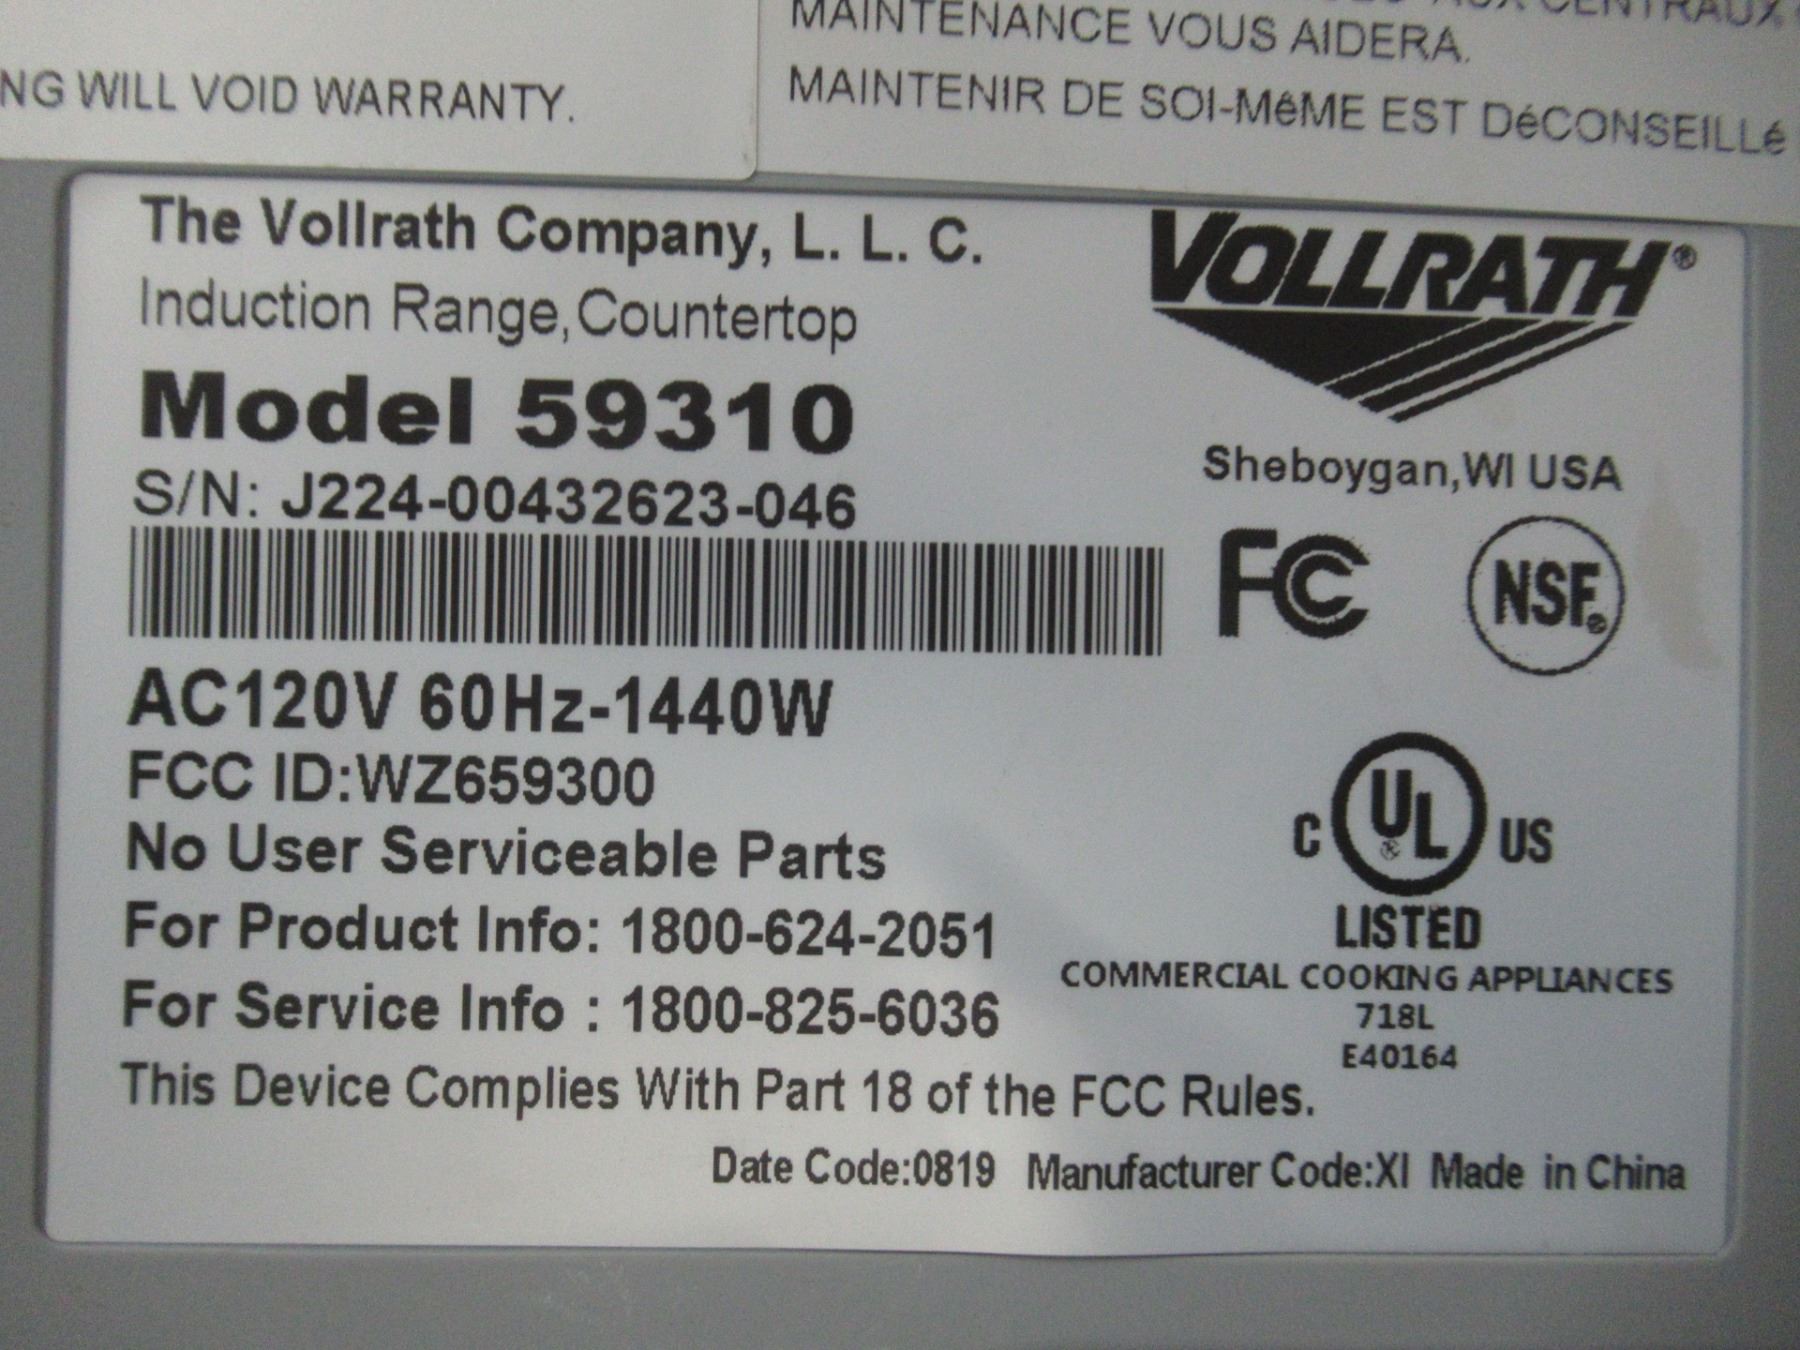 NG WILL VOID WARRANTY.
AUX CENTRAUX
MAINTENANCE VOUS AIDERA.
MAINTENIR DE SOI-MêME EST DéCONSEILLé
The Vollrath Company, L. L. C.
Induction Range,Countertop
Model 59310
S/N: J224-00432623-046
AC120V 60Hz-1440W
FCC ID:WZ659300
No User Serviceable Parts
For Product Info: 1800-624-2051
For Service Info : 1800-825-6036
This Device Complies With Part 18 of the FCC Rules.
VOLLRATH®
Sheboygan,WI USA
FC NSF®
C UL® US
LISTED
COMMERCIAL COOKING APPLIANCES
718L
E40164
Date Code:0819 Manufacturer Code:XI Made in China